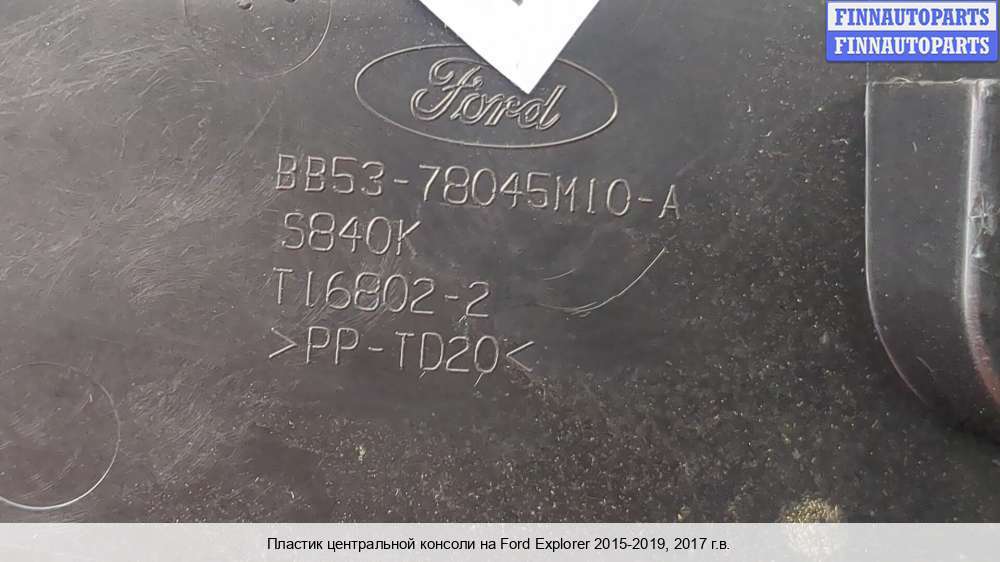 FINNAUTOPARTS
FINNAUTOPARTS
Ford
BB53-78045M10-A
S840K
T16802-2
>PP-TD20<
Пластик центральной консоли на Ford Explorer 2015-2019, 2017 г.в.